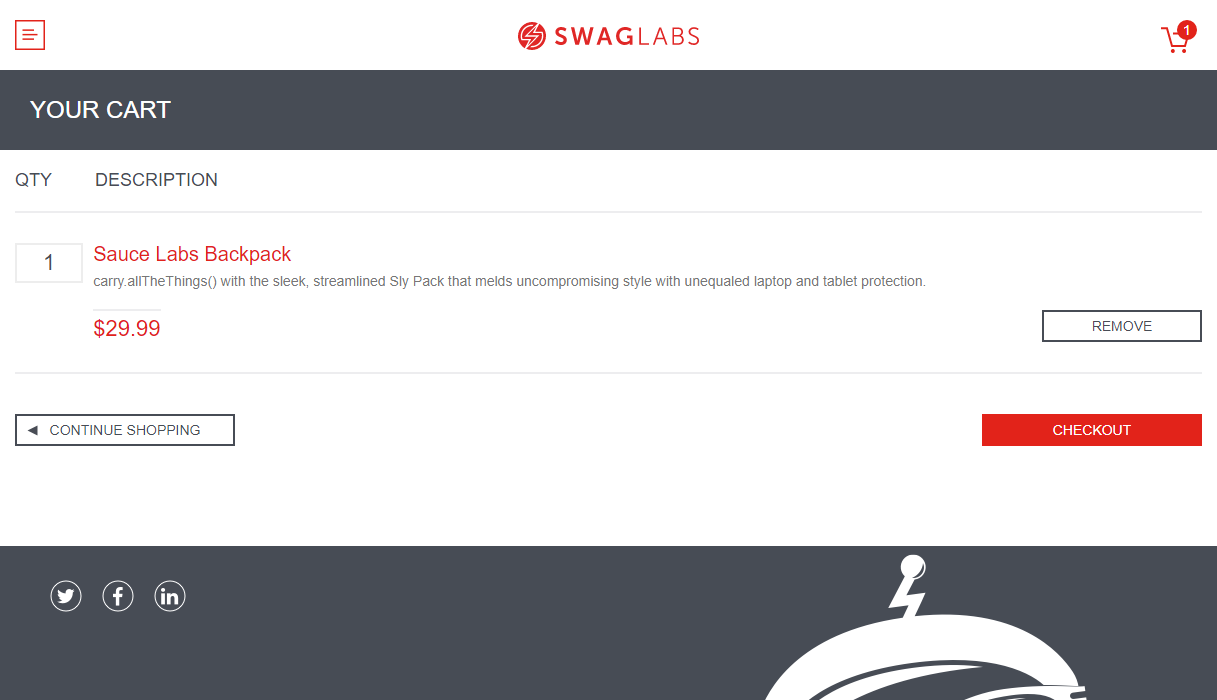 SWAGLABS
1
YOUR CART
QTY DESCRIPTION
1
Sauce Labs Backpack
carry.allTheThings() with the sleek, streamlined Sly Pack that melds uncompromising style with unequaled laptop and tablet protection.
$29.99
REMOVE
CONTINUE SHOPPING
CHECKOUT